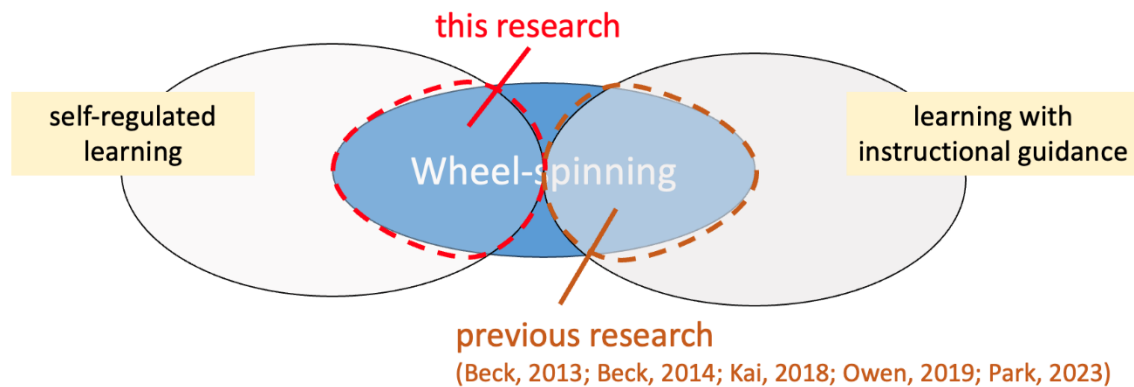 this research
self-regulated
learning
learning with
instructional guidance
Wheel-spinning
previous research
(Beck, 2013; Beck, 2014; Kai, 2018; Owen, 2019; Park, 2023)